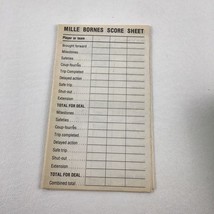 MILLE BORNES SCORE SHEET
Player or team
Brought forward
Milestones
Safeties
Coup-fourrés
Trip Completed
Delayed action
Safe trip
Shut-out
Extension
TOTAL FOR DEAL
Milestones
Safeties
Coup-fourrés
Trip completed
Delayed action
Safe trip
Shut-out
Extension
TOTAL FOR DEAL
Combined total